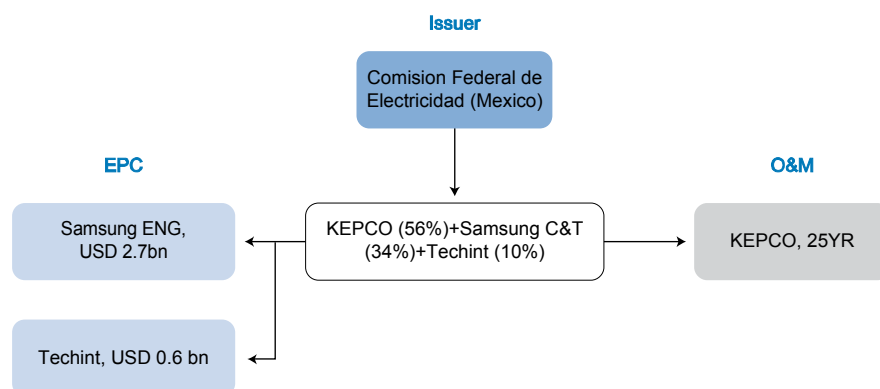 Issuer
Comision Federal de
Electricidad (Mexico)
EPC
O&M
Samsung ENG,
USD 2.7bn
KEPCO (56%)+Samsung C&T
(34%)+Techint (10%)
KEPCO, 25YR
Techint, USD 0.6 bn